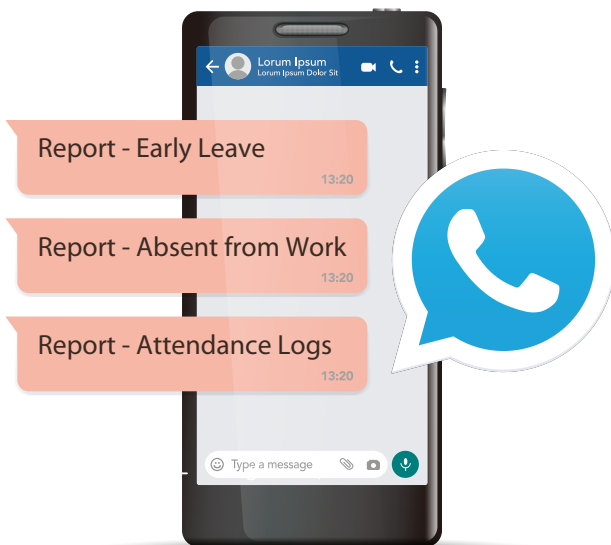 Lorum Ipsum
Lorum Ipsum Dolor Sit
Report - Early Leave
13:20
Report - Absent from Work
13:20
Report - Attendance Logs
13:20
Type a message